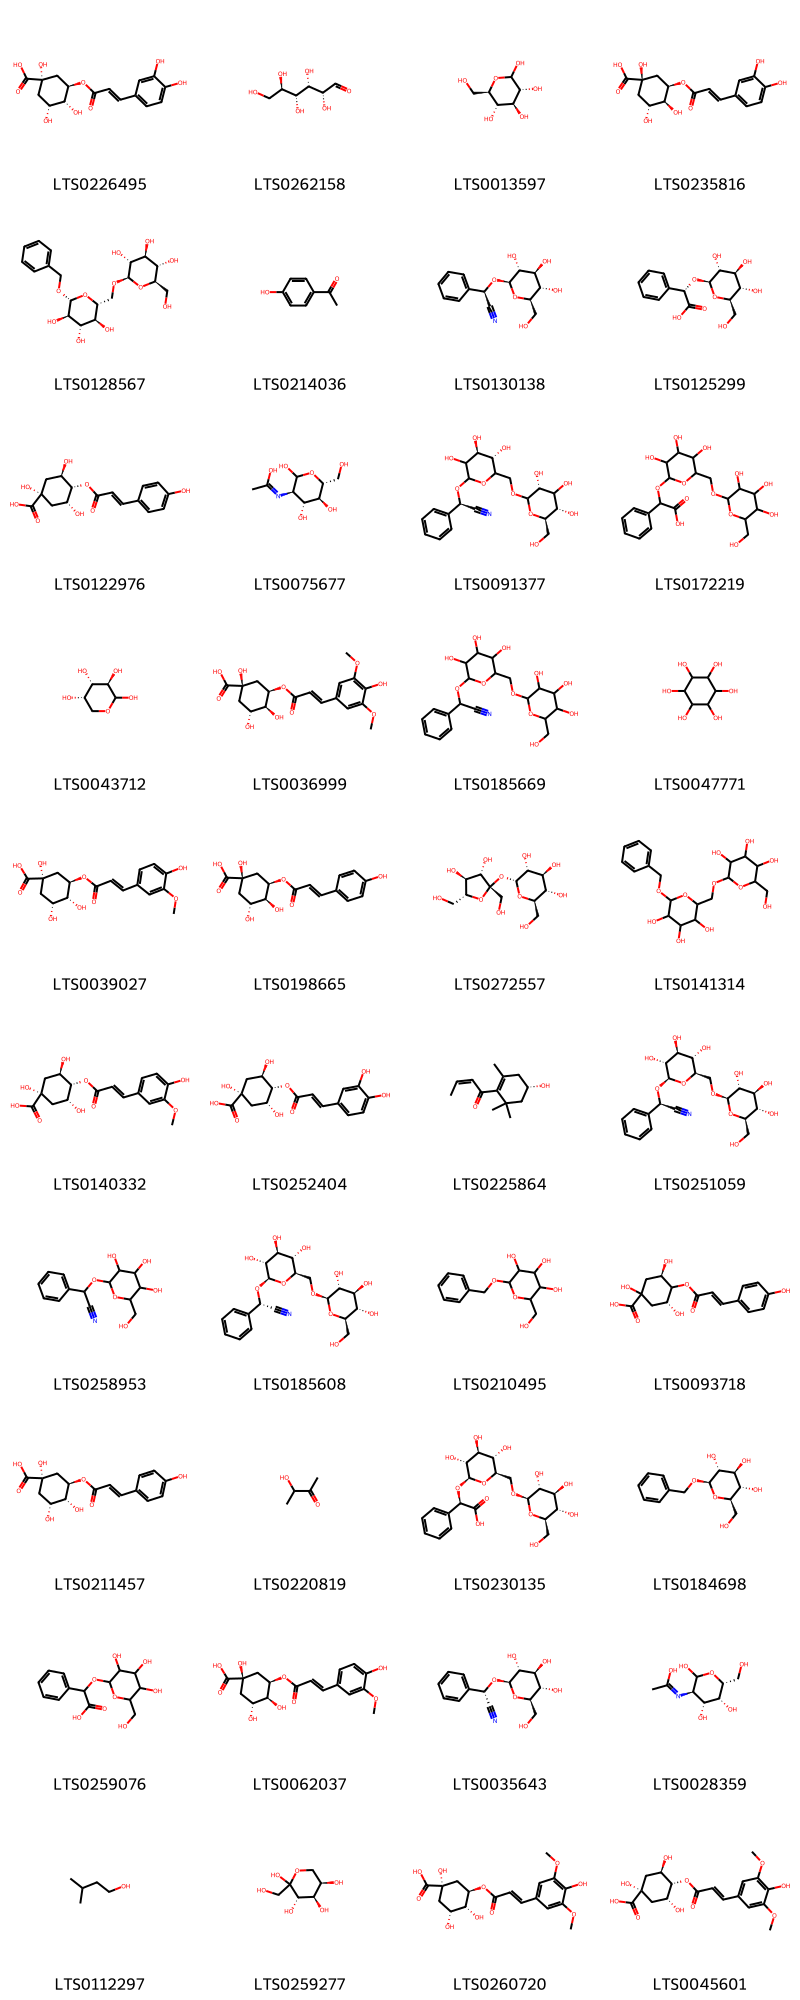 LTS0226495 LTS0262158 LTS0013597 LTS0235816
LTS0128567 LTS0214036 LTS0130138 LTS0125299
LTS0122976 LTS0075677 LTS0091377 LTS0172219
LTS0043712 LTS0036999 LTS0185669 LTS0047771
LTS0039027 LTS0198665 LTS0272557 LTS0141314
LTS0140332 LTS0252404 LTS0225864 LTS0251059
LTS0258953 LTS0185608 LTS0210495 LTS0093718
LTS0211457 LTS0220819 LTS0230135 LTS0184698
LTS0259076 LTS0062037 LTS0035643 LTS0028359
LTS0112297 LTS0259277 LTS0260720 LTS0045601